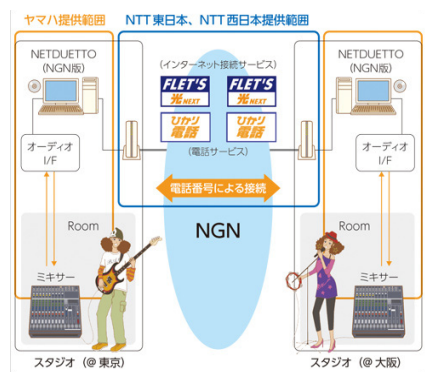 ヤマハ提供範囲
NTT東日本、NTT西日本提供範囲
NETDUETTO
（NGN版）
（インターネット接続サービス）
NETDUETTO
（NGN版）
FLET'S
光NEXT
FLET'S
光NEXT
ひかり
電話
ひかり
電話
（電話サービス）
オーディオ
I/F
オーディオ
I/F
電話番号による接続
NGN
Room
Room
ミキサー
ミキサー
スタジオ（@東京）
スタジオ（@大阪）